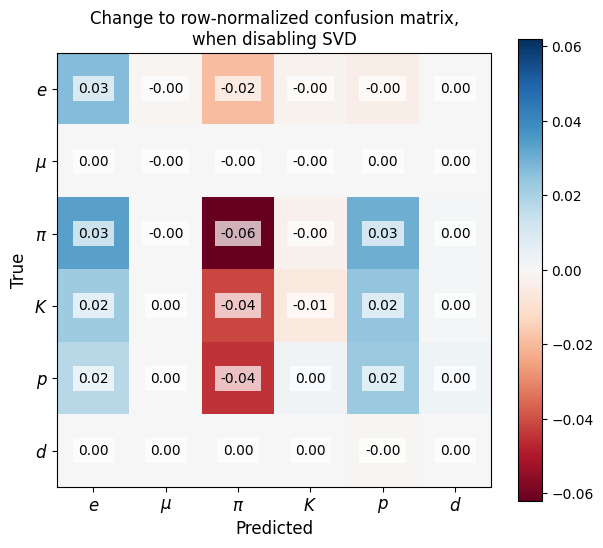 Change to row-normalized confusion matrix,
when disabling SVD
e 0.03 -0.00 -0.02 -0.00 -0.00 0.00
μ 0.00 -0.00 -0.00 -0.00 0.00 0.00
π 0.03 -0.00 -0.06 -0.00 0.03 0.00
K 0.02 0.00 -0.04 -0.01 0.02 0.00
p 0.02 0.00 -0.04 0.00 0.02 0.00
d 0.00 0.00 0.00 0.00 -0.00 0.00
e μ π K p d
True
Predicted
0.06
0.04
0.02
0.00
−0.02
−0.04
−0.06